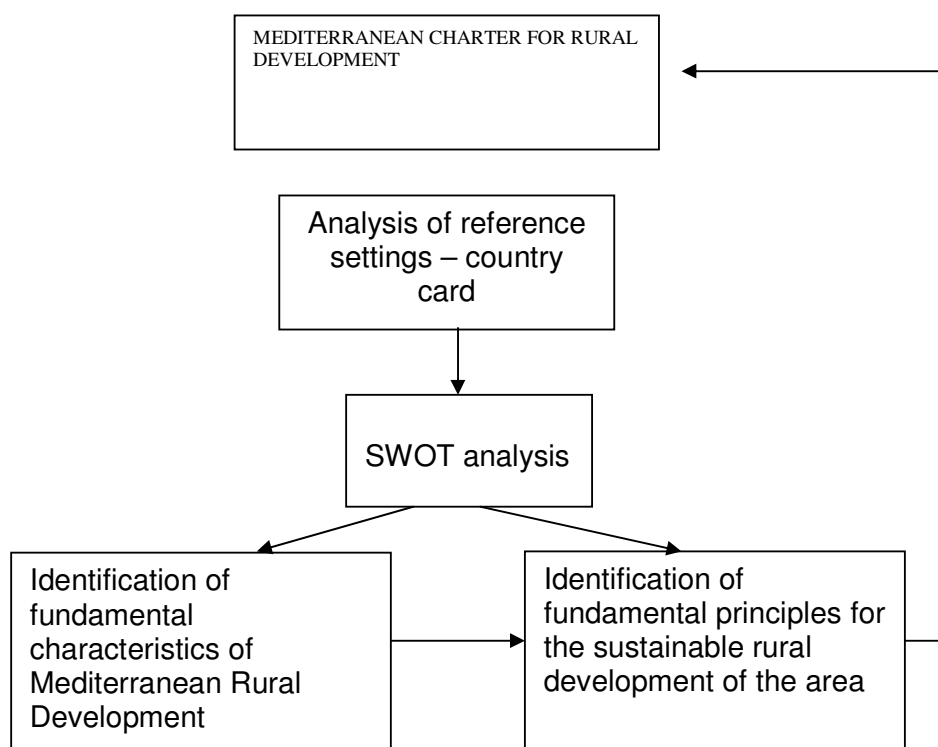 MEDITERRANEAN CHARTER FOR RURAL
DEVELOPMENT
Analysis of reference
settings – country
card
SWOT analysis
Identification of
fundamental
characteristics of
Mediterranean Rural
Development
Identification of
fundamental principles for
the sustainable rural
development of the area